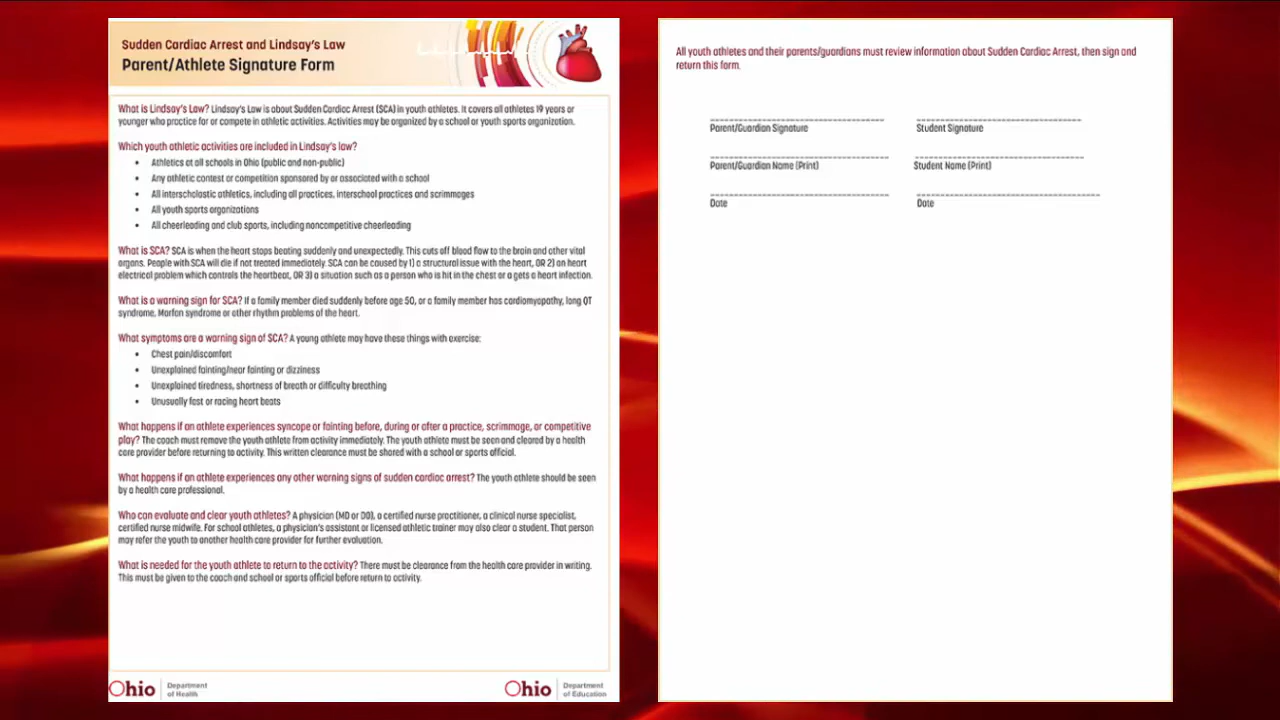 Sudden Cardiac Arrest and Lindsay's Law
Parent/Athlete Signature Form
What is Lindsay's Law? Lindsay's Law is about Sudden Cardiac Arrest (SCA) in youth athletes. It covers all athletes 19 years or
younger who practice for or compete in athletic activities. Activities may be organized by a school or youth sports organization.
Which youth athletic activities are included in Lindsay's law?
• Athletics at all schools in Ohio (public and non-public)
• Any athletic contest or competition sponsored by or associated with a school
• All interscholastic athletics, including all practices, interschool practices and scrimmages
• All youth sports organizations
• All cheerleading and club sports, including noncompetitive cheerleading
What is SCA? SCA is when the heart stops beating suddenly and unexpectedly. This cuts off blood flow to the brain and other vital
organs. People with SCA will die if not treated immediately. SCA can be caused by 1) a structural issue with the heart, OR 2) an heart
electrical problem which controls the heartbeat, OR 3) a situation such as a person who is hit in the chest or a gets a heart infection.
What is a warning sign for SCA? If a family member died suddenly before age 50, or a family member has cardiomyopathy, long QT
syndrome, Marfan syndrome or other rhythm problems of the heart.
What symptoms are a warning sign of SCA? A young athlete may have these things with exercise:
• Chest pain/discomfort
• Unexplained fainting/near fainting or dizziness
• Unexplained tiredness, shortness of breath or difficulty breathing
• Unusually fast or racing heart beats
What happens if an athlete experiences syncope or fainting before, during or after a practice, scrimmage, or competitive
play? The coach must remove the youth athlete from activity immediately. The youth athlete must be seen and cleared by a health
care provider before returning to activity. This written clearance must be shared with a school or sports official.
What happens if an athlete experiences any other warning signs of sudden cardiac arrest? The youth athlete should be seen
by a health care professional.
Who can evaluate and clear youth athletes? A physician (MD or DO), a certified nurse practitioner, a clinical nurse specialist,
certified nurse midwife. For school athletes, a physician's assistant or licensed athletic trainer may also clear a student. That person
may refer the youth to another health care provider for further evaluation.
What is needed for the youth athlete to return to the activity? There must be clearance from the health care provider in writing.
This must be given to the coach and school or sports official before return to activity.
Ohio Department
of Health
Ohio Department
of Education
All youth athletes and their parents/guardians must review information about Sudden Cardiac Arrest, then sign and
return this form.
Parent/Guardian Signature Student Signature
Parent/Guardian Name (Print) Student Name (Print)
Date Date